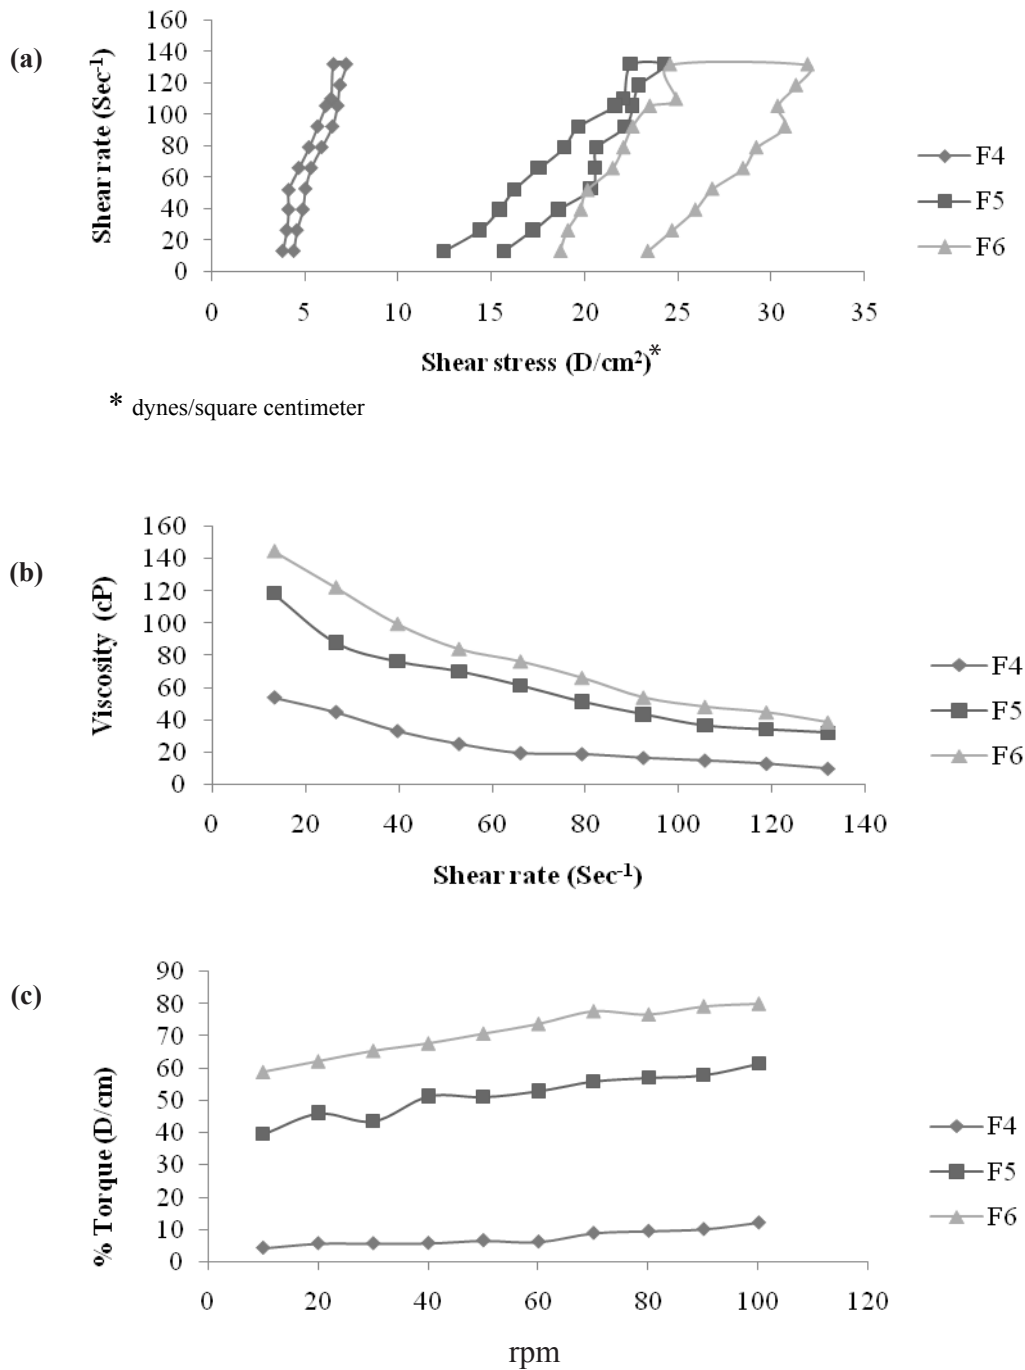 (a)
Shear rate (Sec-1)
160
140
120
100
80
60
40
20
0
0 5 10 15 20 25 30 35
Shear stress (D/cm²)*
F4
F5
F6
* dynes/square centimeter
(b)
Viscosity (cP)
160
140
120
100
80
60
40
20
0
0 20 40 60 80 100 120 140
Shear rate (Sec-1)
F4
F5
F6
(c)
% Torque (D/cm)
90
80
70
60
50
40
30
20
10
0
0 20 40 60 80 100 120
rpm
F4
F5
F6